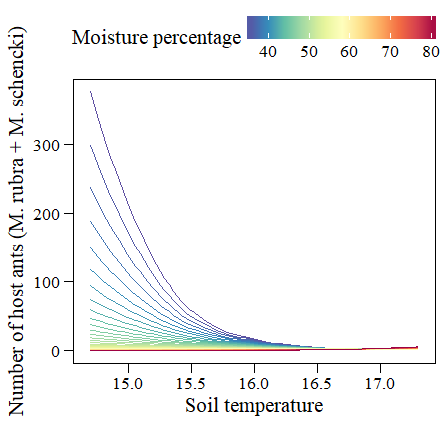 Moisture percentage
40 50 60 70 80
Number of host ants (M. rubra + M. schencki)
300
200
100
0
15.0 15.5 16.0 16.5 17.0
Soil temperature